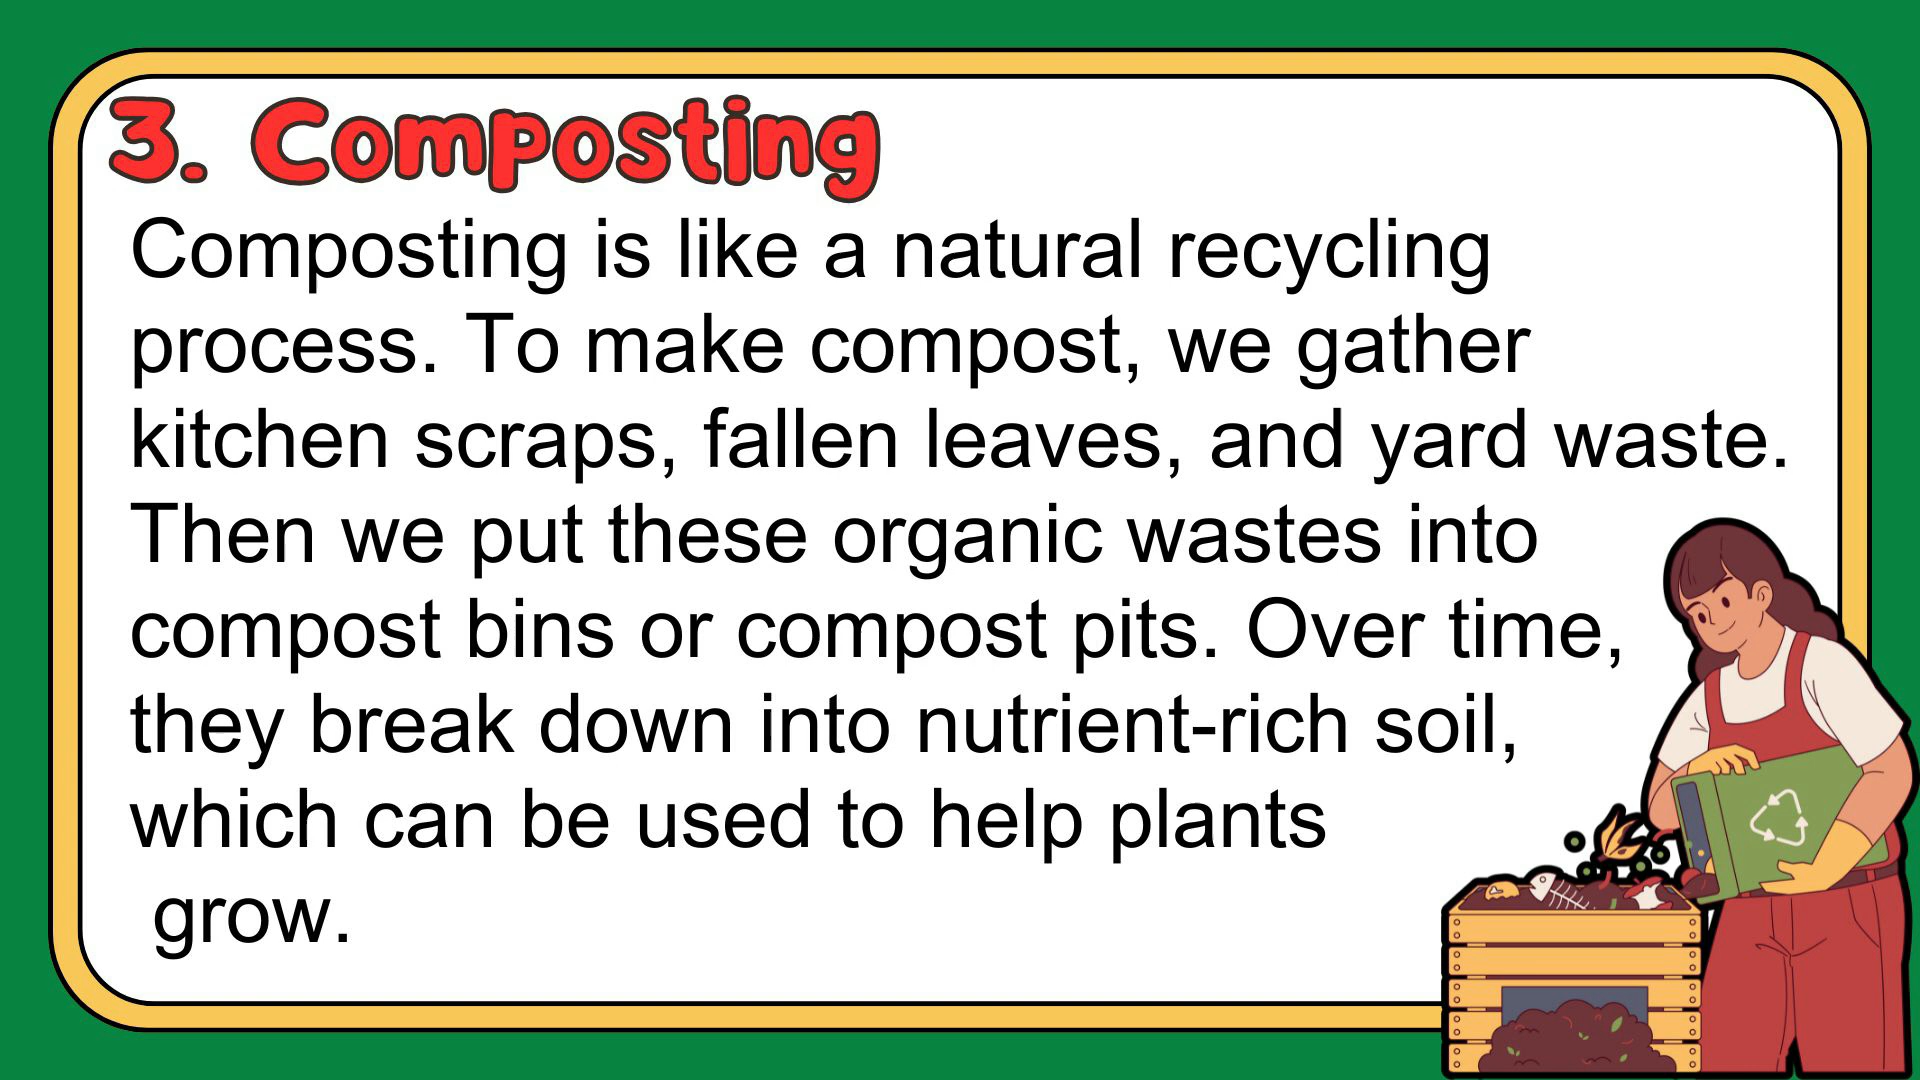 3. Composting
Composting is like a natural recycling
process. To make compost, we gather
kitchen scraps, fallen leaves, and yard waste.
Then we put these organic wastes into
compost bins or compost pits. Over time,
they break down into nutrient-rich soil,
which can be used to help plants
grow.